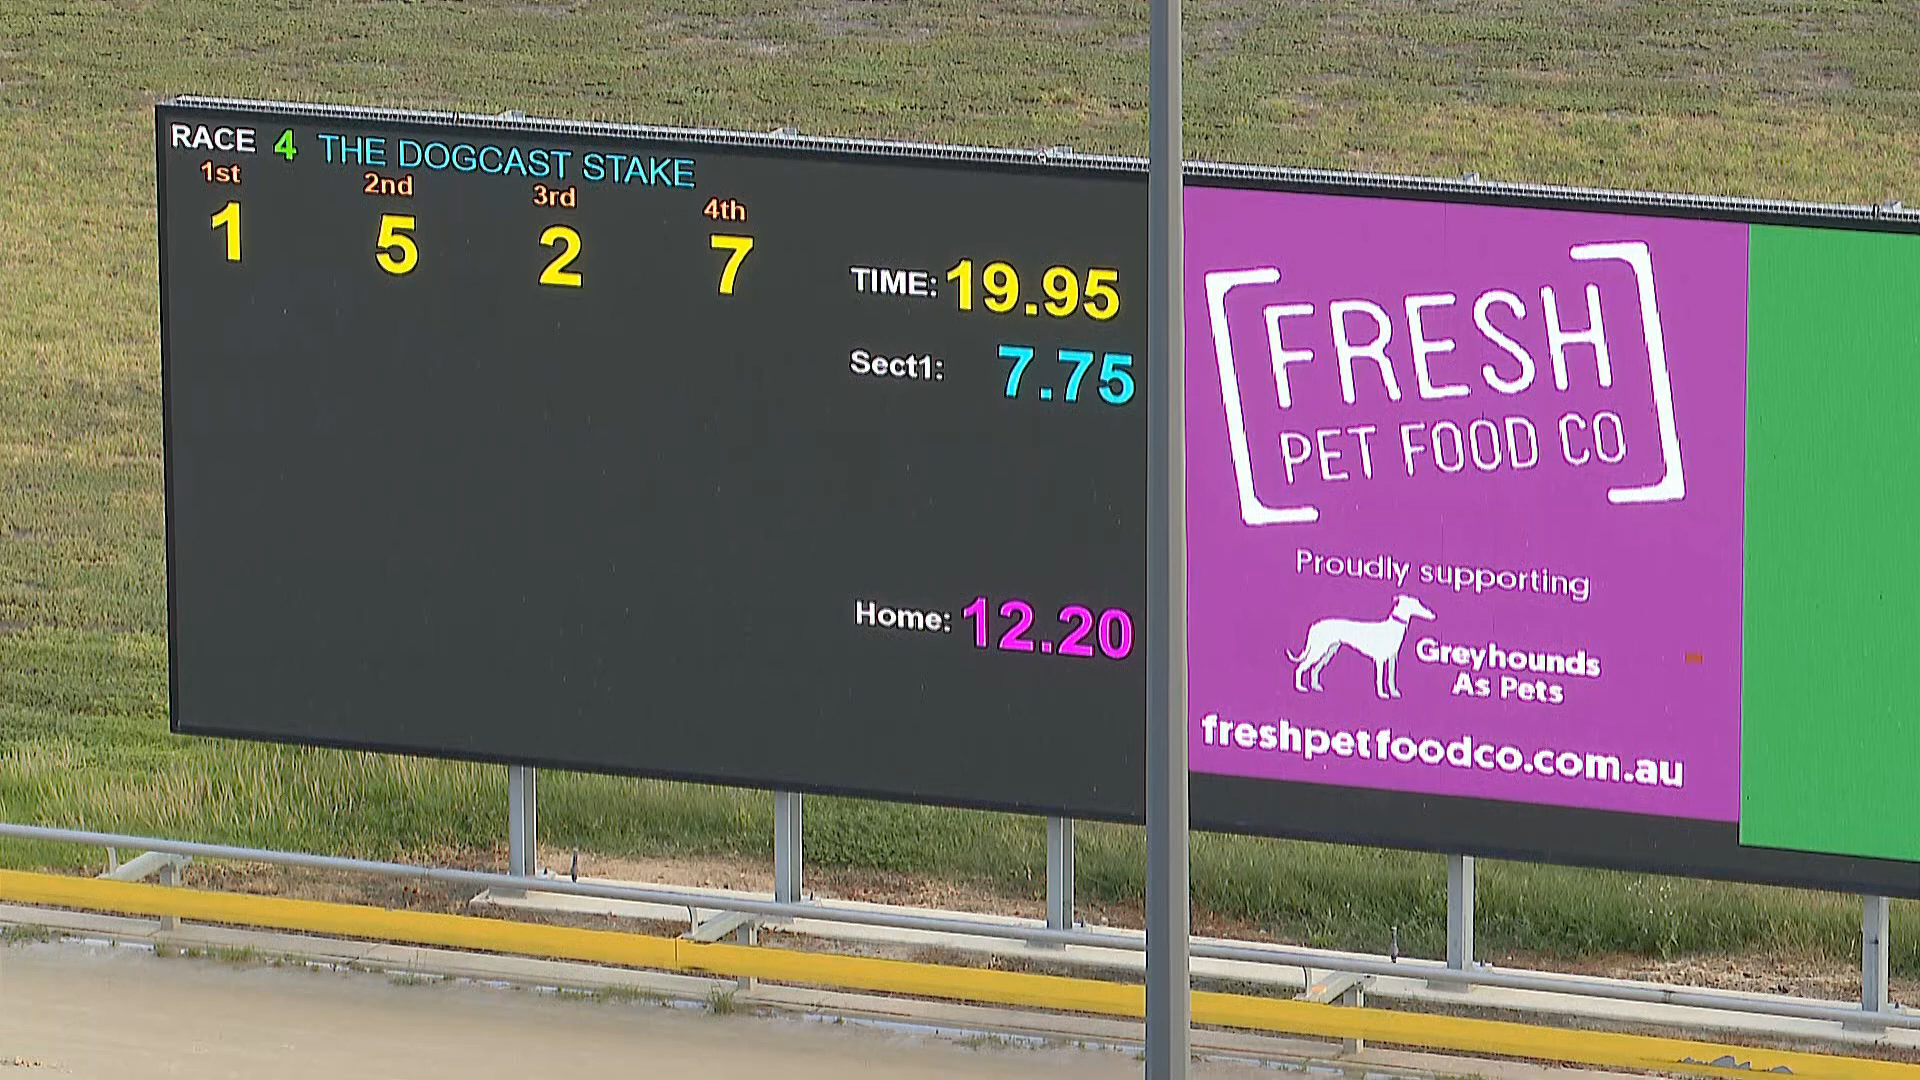 RACE 4 THE DOGCAST STAKE
1st 2nd 3rd 4th
1 5 2 7
TIME: 19.95
Sect1: 7.75
Home: 12.20
FRESH
PET FOOD CO
Proudly supporting
Greyhounds
As Pets
freshpetfoodco.com.au